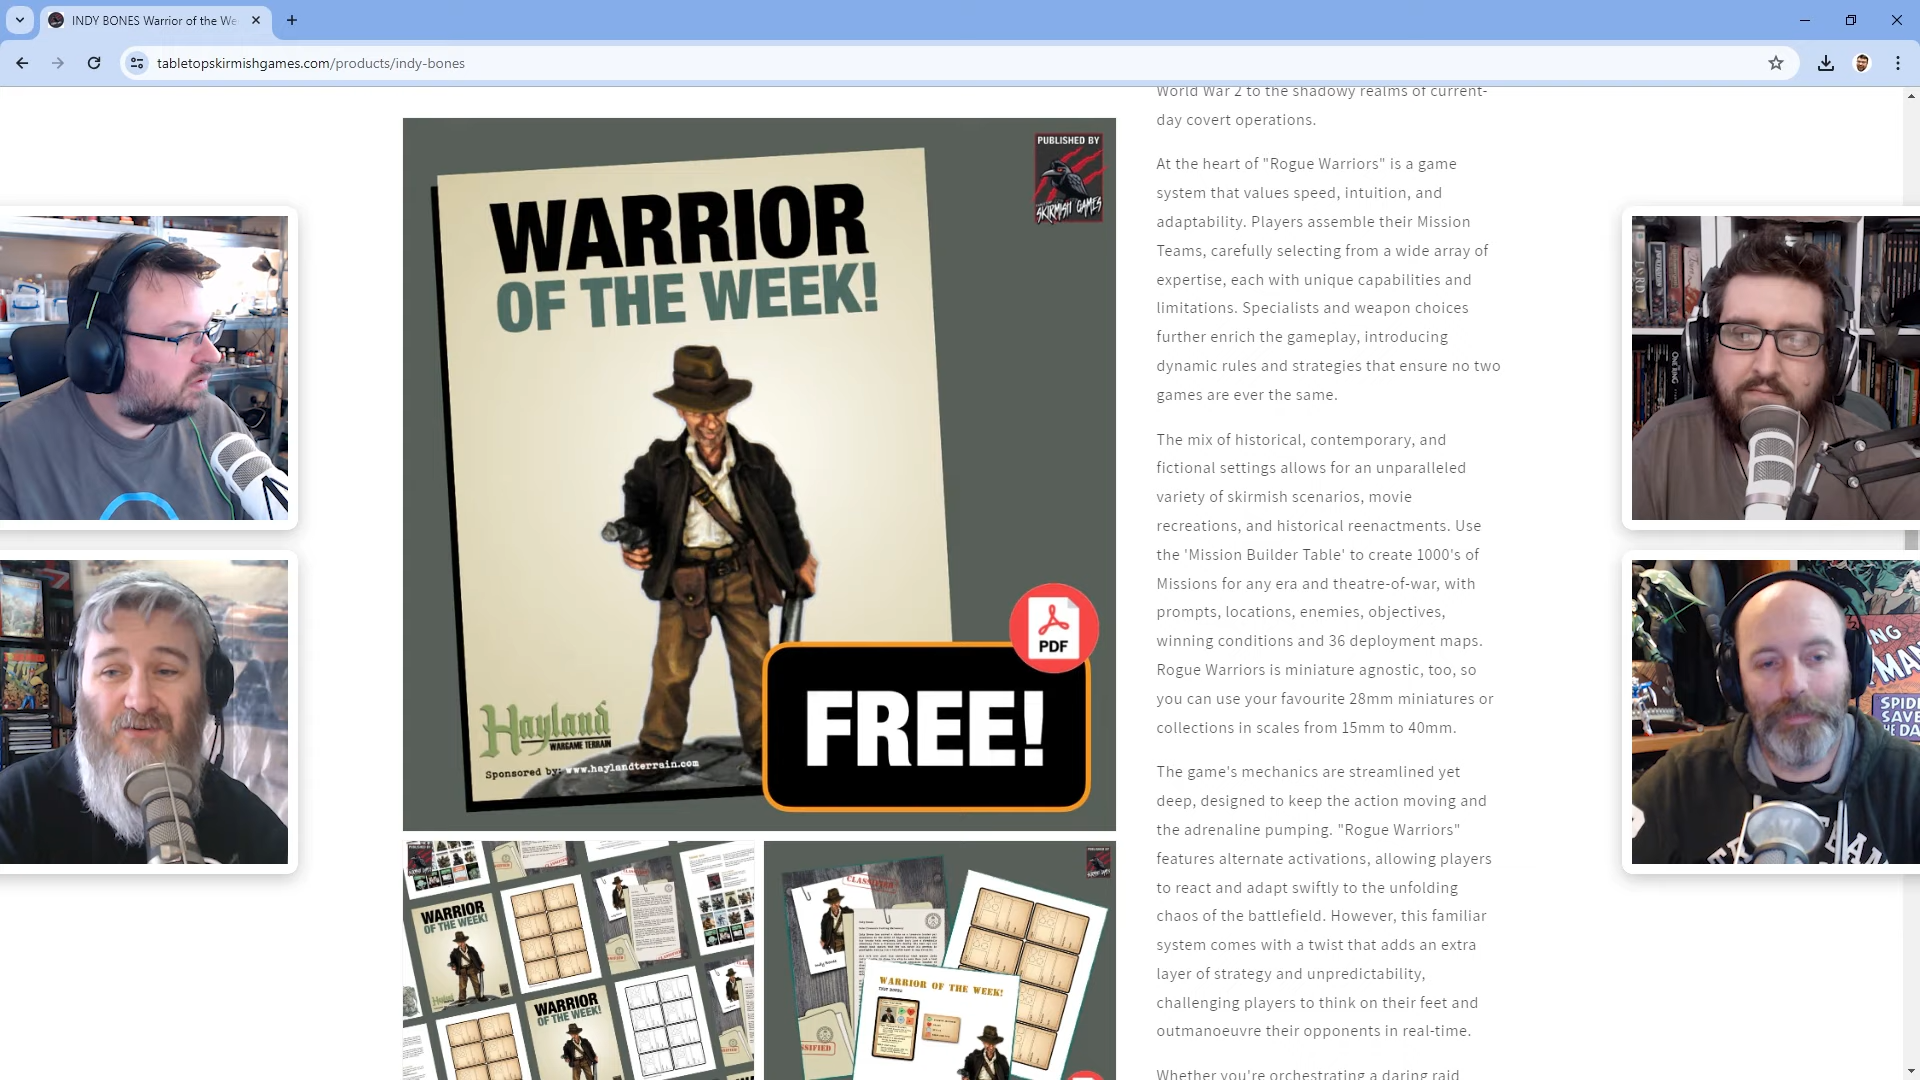 INDY BONES Warrior of the We
tabletopskirmishgames.com/products/indy-bones
World War 2 to the shadowy realms of current-
day covert operations.
At the heart of "Rogue Warriors" is a game
system that values speed, intuition, and
adaptability. Players assemble their Mission
Teams, carefully selecting from a wide array of
expertise, each with unique capabilities and
limitations. Specialists and weapon choices
further enrich the gameplay, introducing
dynamic rules and strategies that ensure no two
games are ever the same.
The mix of historical, contemporary, and
fictional settings allows for an unparalleled
variety of skirmish scenarios, movie
recreations, and historical reenactments. Use
the 'Mission Builder Table' to create 1000's of
Missions for any era and theatre-of-war, with
prompts, locations, enemies, objectives,
winning conditions and 36 deployment maps.
Rogue Warriors is miniature agnostic, too, so
you can use your favourite 28mm miniatures or
collections in scales from 15mm to 40mm.
The game's mechanics are streamlined yet
deep, designed to keep the action moving and
the adrenaline pumping. "Rogue Warriors"
features alternate activations, allowing players
to react and adapt swiftly to the unfolding
chaos of the battlefield. However, this familiar
system comes with a twist that adds an extra
layer of strategy and unpredictability,
challenging players to think on their feet and
outmanoeuvre their opponents in real-time.
Whether you're orchestrating a daring raid
PUBLISHED BY
SKIRMISH GAMES
WARRIOR
OF THE WEEK!
PDF
FREE!
Hayland
WARGAME TERRAIN
Sponsored by: www.haylandterrain.com
WARRIOR
OF THE WEEK!
WARRIOR
OF THE WEEK!
CLASSIFIED
Indy Bones
WARRIOR OF THE WEEK!